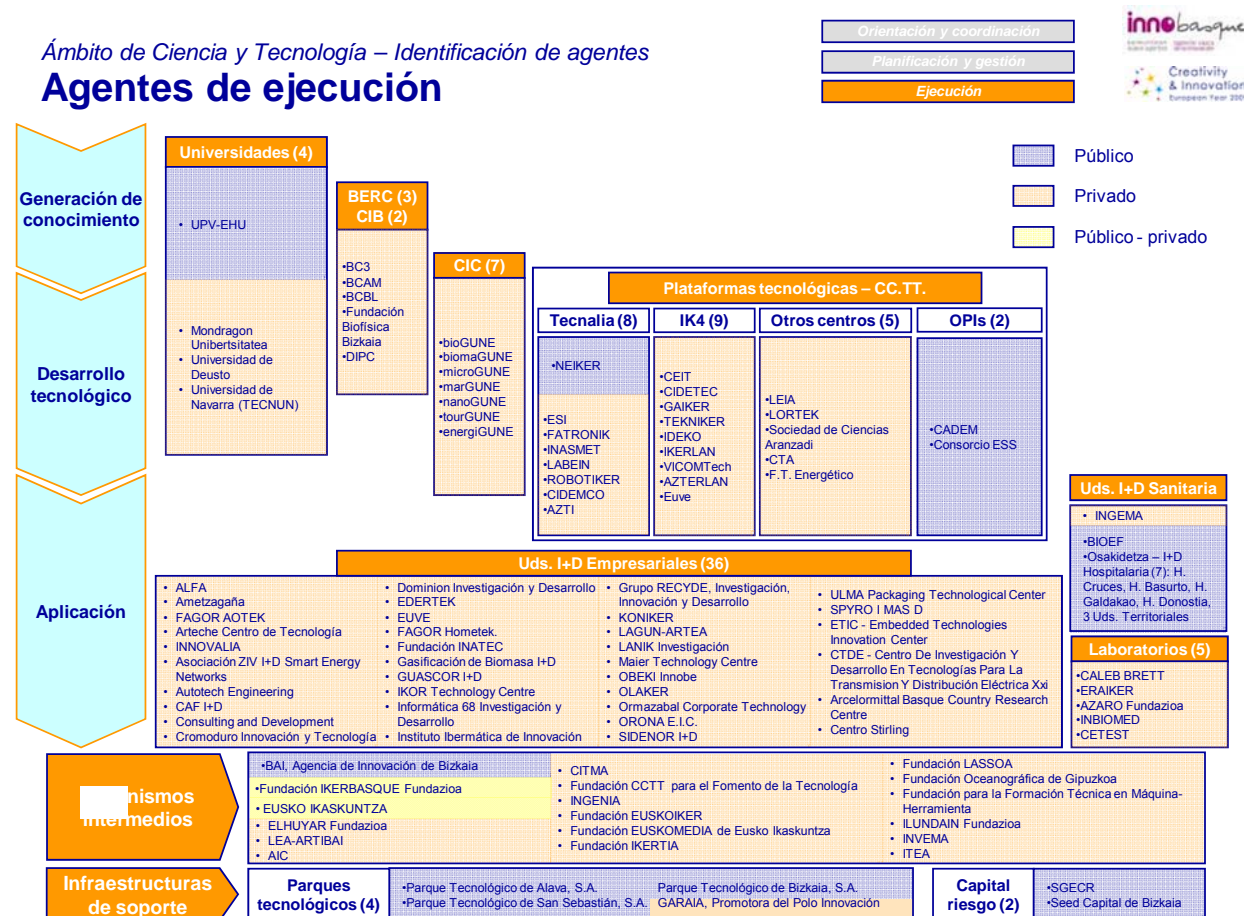 Ámbito de Ciencia y Tecnología – Identificación de agentes
Agentes de ejecución
Orientación y coordinación
Planificación y gestión
Ejecución
innobasque
Creativity
& Innovation
European Year 200
Público
Privado
Público - privado
Generación de
conocimiento
Desarrollo
tecnológico
Aplicación
Universidades (4)
• UPV-EHU
• Mondragon
Unibertsitatea
• Universidad de
Deusto
• Universidad de
Navarra (TECNUN)
BERC (3)
CIB (2)
•BC3
•BCAM
•BCBL
•Fundación
Biofísica
Bizkaia
•DIPC
CIC (7)
•bioGUNE
•biomaGUNE
•microGUNE
•marGUNE
•nanoGUNE
•tourGUNE
•energiGUNE
Plataformas tecnológicas – CC.TT.
Tecnalia (8)
•NEIKER
•ESI
•FATRONIK
•INASMET
•LABEIN
•ROBOTIKER
•CIDEMCO
•AZTI
IK4 (9)
•CEIT
•CIDETEC
•GAIKER
•TEKNIKER
•IDEKO
•IKERLAN
•VICOMTech
•AZTERLAN
•Euve
Otros centros (5)
•LEIA
•LORTEK
•Sociedad de Ciencias
Aranzadi
•CTA
•F.T. Energético
OPIs (2)
•CADEM
•Consorcio ESS
Uds. I+D Sanitaria
• INGEMA
•BIOEF
•Osakidetza – I+D
Hospitalaria (7): H.
Cruces, H. Basurto, H.
Galdakao, H. Donostia,
3 Uds. Territoriales
Laboratorios (5)
•CALEB BRETT
•ERAIKER
•AZARO Fundazioa
•INBIOMED
•CETEST
Uds. I+D Empresariales (36)
• ALFA
• Ametzagaña
• FAGOR AOTEK
• Arteche Centro de Tecnología
• INNOVALIA
• Asociación ZIV I+D Smart Energy
Networks
• Autotech Engineering
• CAF I+D
• Consulting and Development
• Cromoduro Innovación y Tecnología
• Dominion Investigación y Desarrollo
• EDERTEK
• EUVE
• FAGOR Hometek.
• Fundación INATEC
• Gasificación de Biomasa I+D
• GUASCOR I+D
• IKOR Technology Centre
• Informática 68 Investigación y
Desarrollo
• Instituto Ibermática de Innovación
• Grupo RECYDE, Investigación,
Innovación y Desarrollo
• KONIKER
• LAGUN-ARTEA
• LANIK Investigación
• Maier Technology Centre
• OBEKI Innobe
• OLAKER
• Ormazabal Corporate Technology
• ORONA E.I.C.
• SIDENOR I+D
• ULMA Packaging Technological Center
• SPYRO I MAS D
• ETIC - Embedded Technologies
Innovation Center
• CTDE - Centro De Investigación Y
Desarrollo En Tecnologías Para La
Transmision Y Distribución Eléctrica Xxi
• Arcelormittal Basque Country Research
Centre
• Centro Stirling
nismos
intermedios
•BAI, Agencia de Innovación de Bizkaia
•Fundación IKERBASQUE Fundazioa
• EUSKO IKASKUNTZA
• ELHUYAR Fundazioa
• LEA-ARTIBAI
• AIC
• CITMA
• Fundación CCTT para el Fomento de la Tecnología
• INGENIA
• Fundación EUSKOIKER
• Fundación EUSKOMEDIA de Eusko Ikaskuntza
• Fundación IKERTIA
• Fundación LASSOA
• Fundación Oceanográfica de Gipuzkoa
• Fundación para la Formación Técnica en Máquina-
Herramienta
• ILUNDAIN Fundazioa
• INVEMA
• ITEA
Infraestructuras
de soporte
Parques
tecnológicos (4)
•Parque Tecnológico de Alava, S.A.
•Parque Tecnológico de San Sebastián, S.A.
Parque Tecnológico de Bizkaia, S.A.
GARAIA, Promotora del Polo Innovación
Capital
riesgo (2)
•SGECR
•Seed Capital de Bizkaia